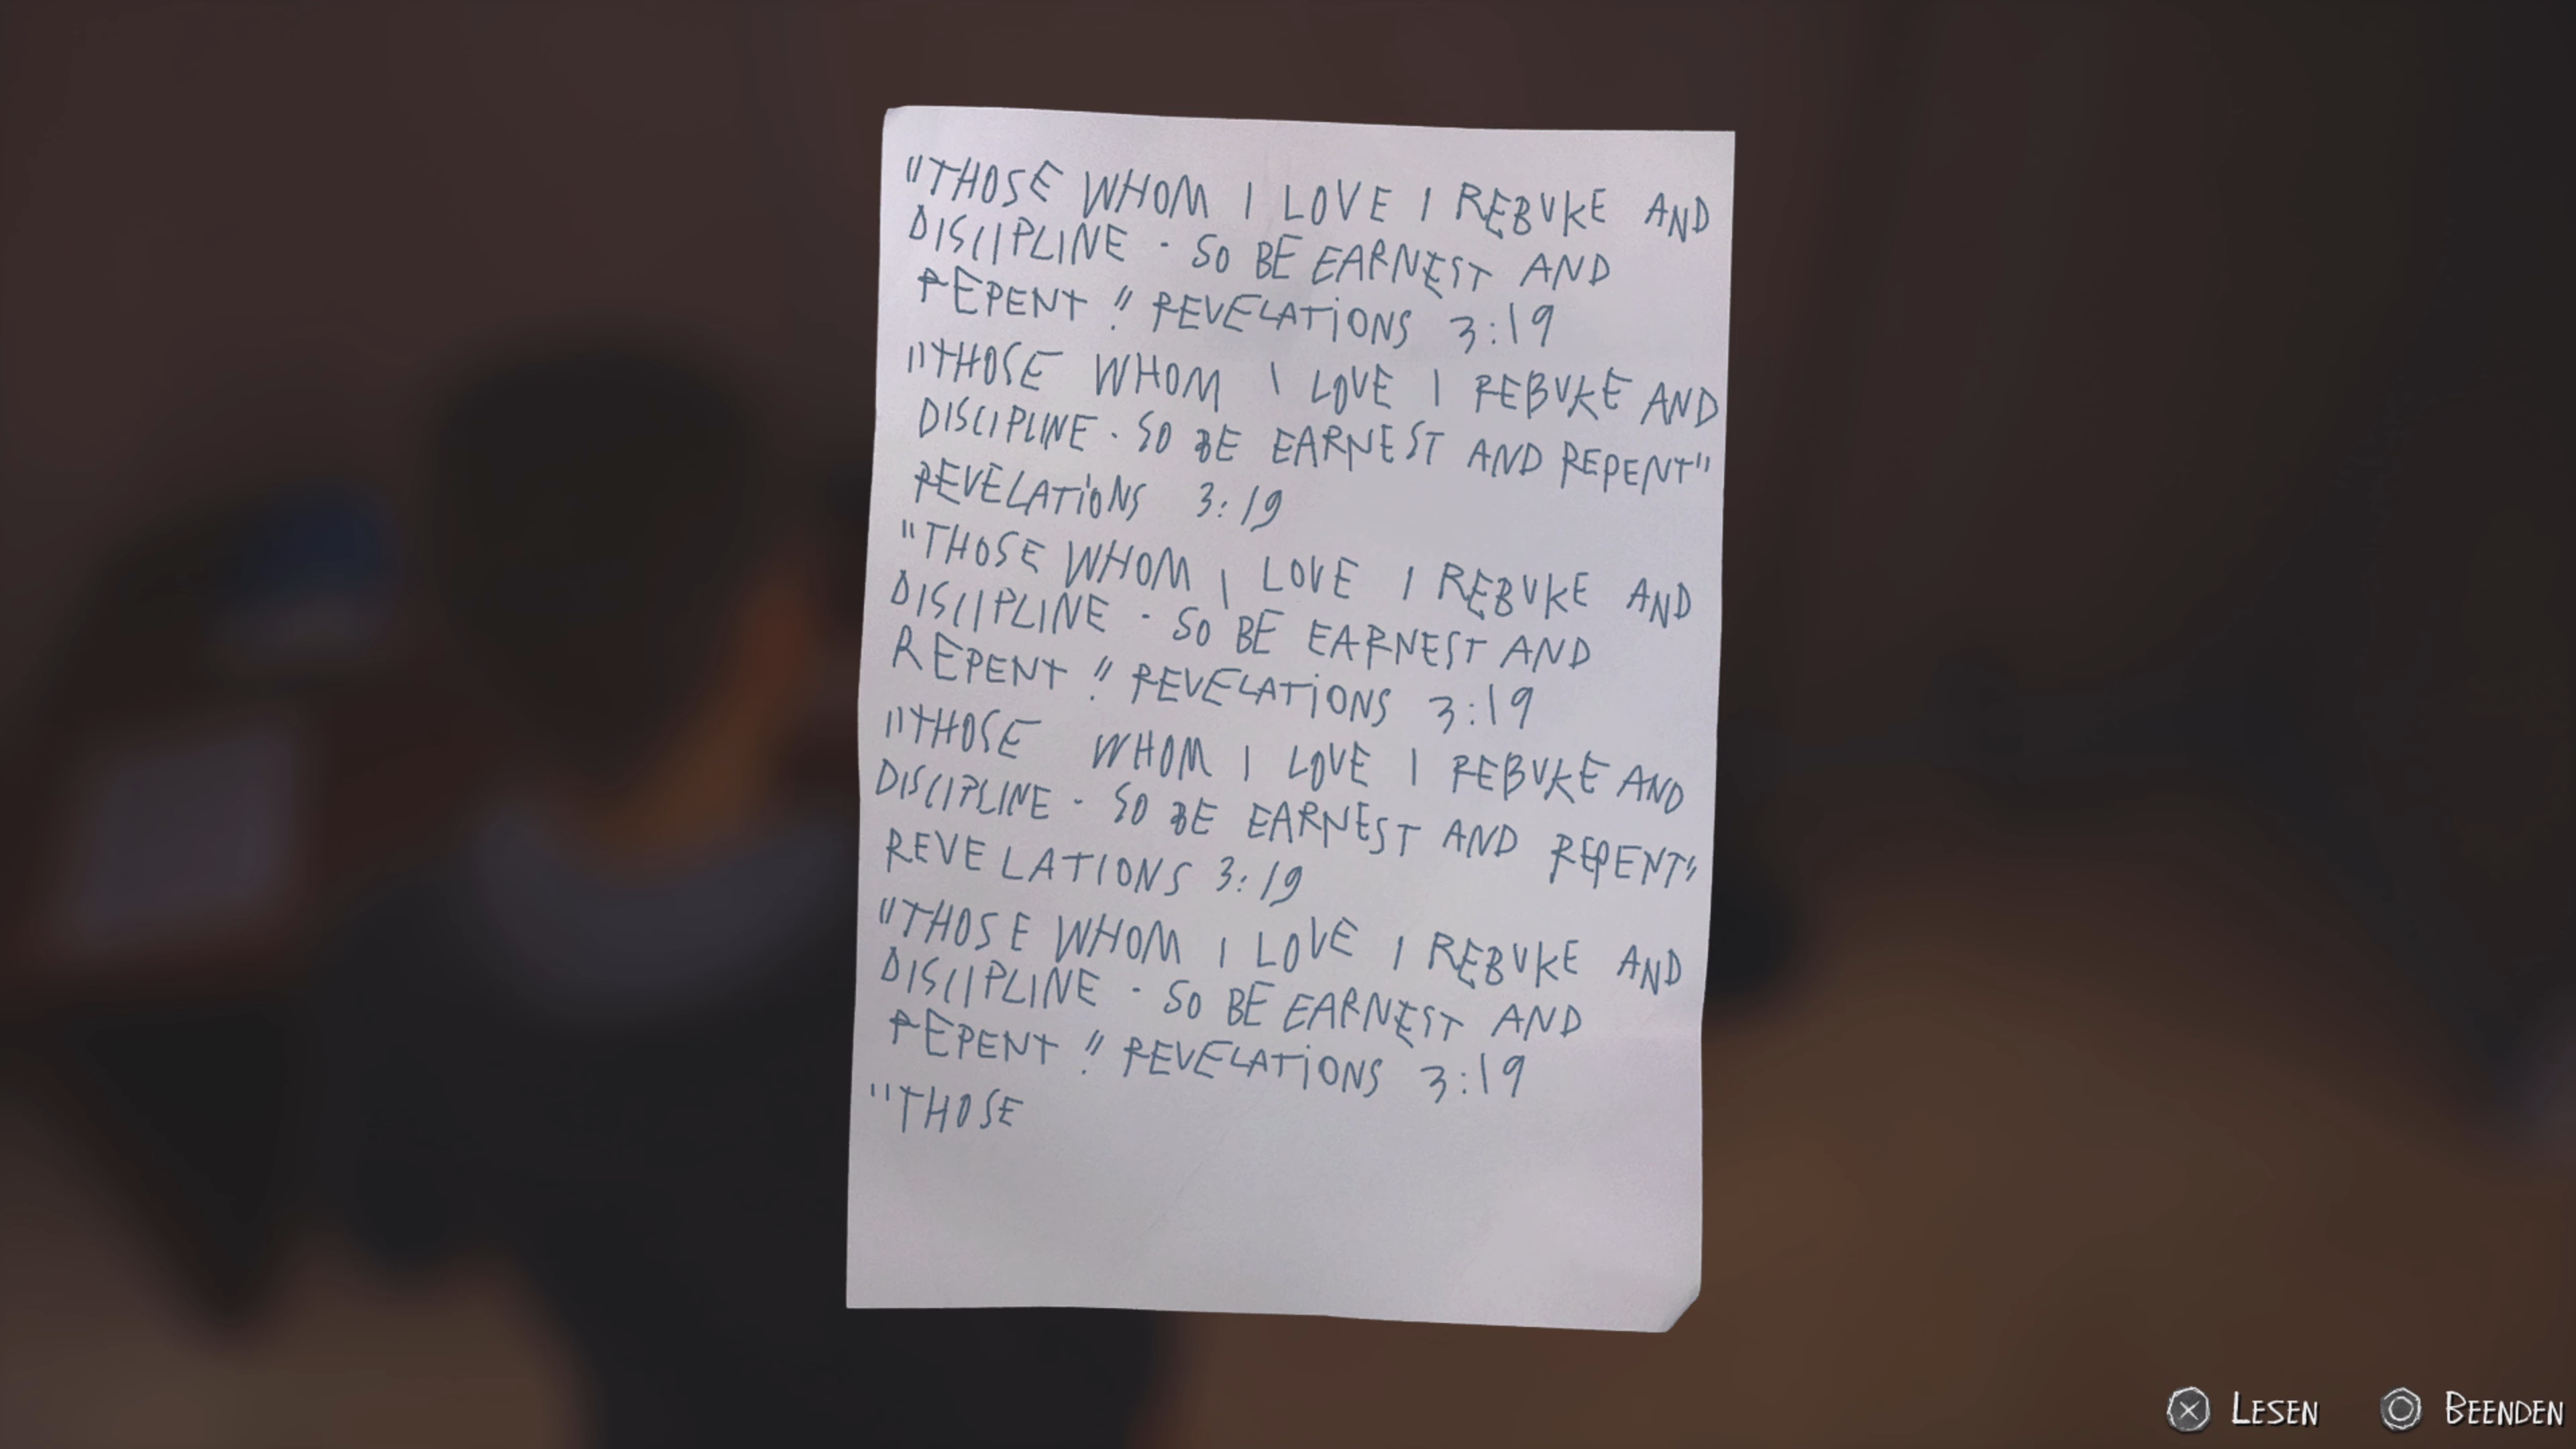 "THOSE WHOM I LOVE I REBUKE AND
DISCIPLINE - SO BE EARNEST AND
REPENT!" REVELATIONS 3:19
"THOSE WHOM I LOVE I REBUKE AND
DISCIPLINE - SO BE EARNEST AND REPENT"
REVELATIONS 3:19
"THOSE WHOM I LOVE I REBUKE AND
DISCIPLINE - SO BE EARNEST AND
REPENT!" REVELATIONS 3:19
"THOSE WHOM I LOVE I REBUKE AND
DISCIPLINE - SO BE EARNEST AND REPENT"
REVELATIONS 3:19
"THOSE WHOM I LOVE I REBUKE AND
DISCIPLINE - SO BE EARNEST AND
REPENT!" REVELATIONS 3:19
"THOSE
LESEN BEENDEN